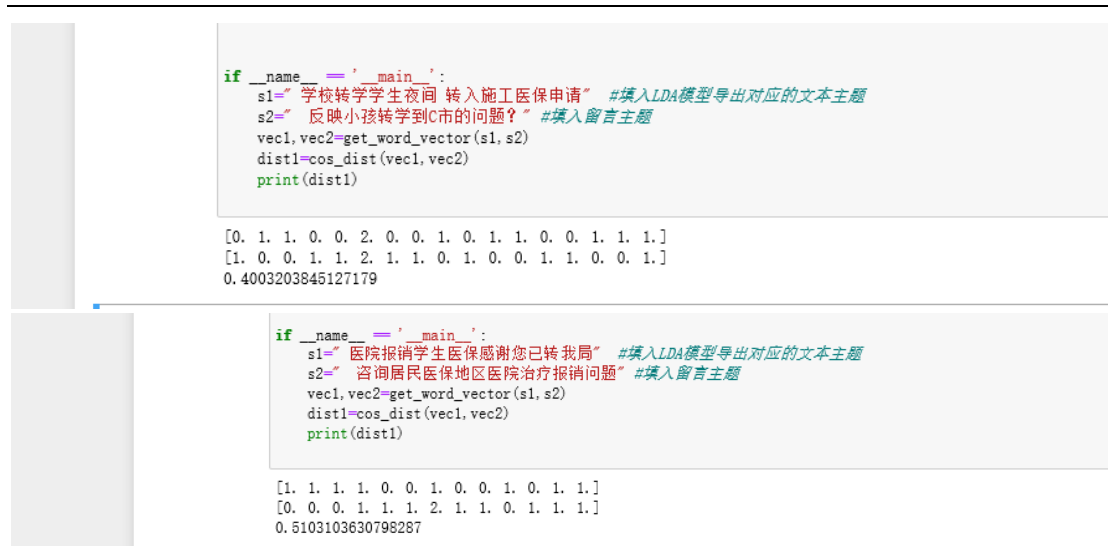 if __name__ == '__main__':
s1=" 学校转学学生夜间 转入施工医保申请" #填入LDA模型导出对应的文本主题
s2=" 反映小孩转学到C市的问题？" #填入留言主题
vec1,vec2=get_word_vector(s1,s2)
dist1=cos_dist(vec1,vec2)
print(dist1)
[0. 1. 1. 0. 0. 2. 0. 0. 1. 0. 1. 1. 0. 0. 1. 1. 1.]
[1. 0. 0. 1. 1. 2. 1. 1. 0. 1. 0. 0. 1. 1. 0. 0. 1.]
0.4003203845127179
if __name__ == '__main__':
s1=" 医院报销学生医保感谢您已转我局" #填入LDA模型导出对应的文本主题
s2=" 咨询居民医保地区医院治疗报销问题" #填入留言主题
vec1,vec2=get_word_vector(s1,s2)
dist1=cos_dist(vec1,vec2)
print(dist1)
[1. 1. 1. 1. 0. 0. 1. 0. 0. 1. 0. 1. 1.]
[0. 0. 0. 1. 1. 1. 2. 1. 1. 0. 1. 1. 1.]
0.5103103630798287